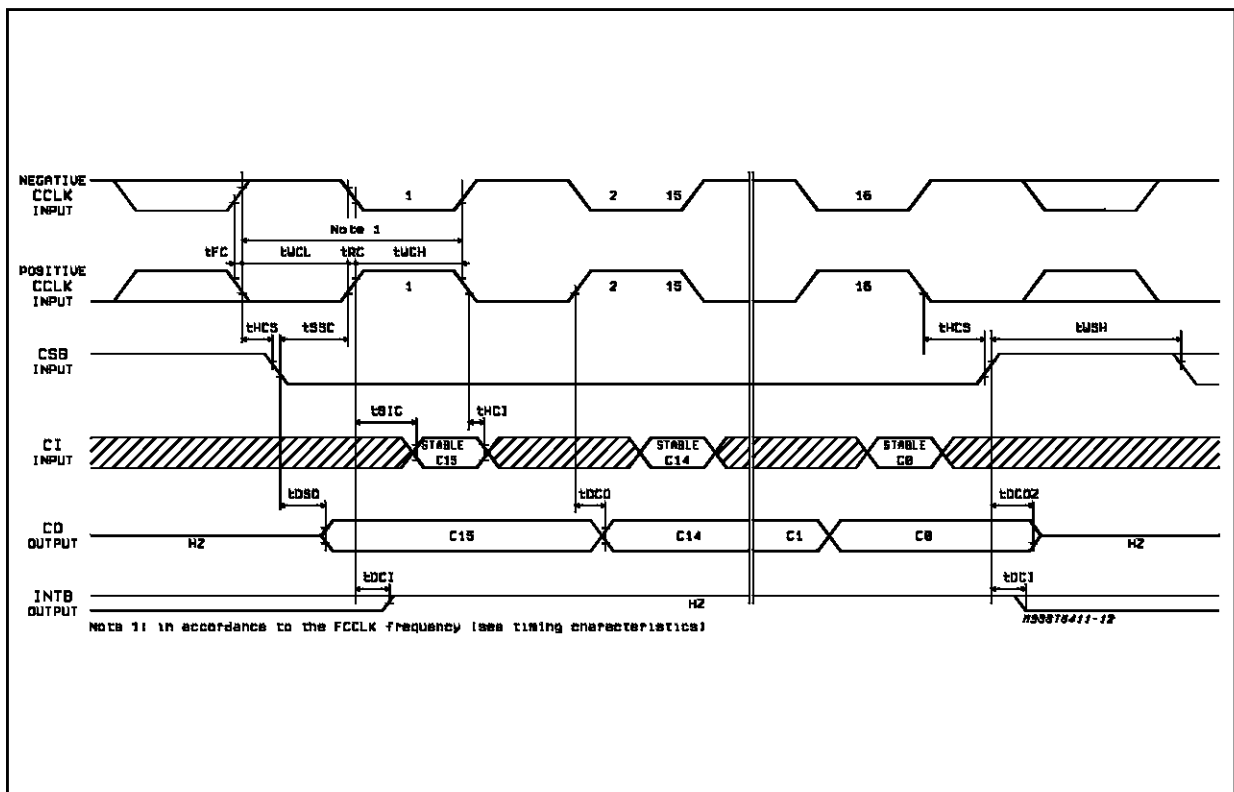 NEGATIVE
CCLK
INPUT
1
2
15
16
Note 1
tFC
tWCL
tRC
tWCH
POSITIVE
CCLK
INPUT
1
2
15
16
tHCS
tSSC
tHCS
tWSH
CSB
INPUT
tSIC
tHCI
CI
INPUT
STABLE
C15
STABLE
C14
STABLE
C0
tDSO
tDCO
tDCOZ
CO
OUTPUT
HZ
C15
C14
C1
C0
HZ
tDCI
tDCI
INTB
OUTPUT
HZ
Note 1: in accordance to the FCCLK frequency (see timing characteristics)